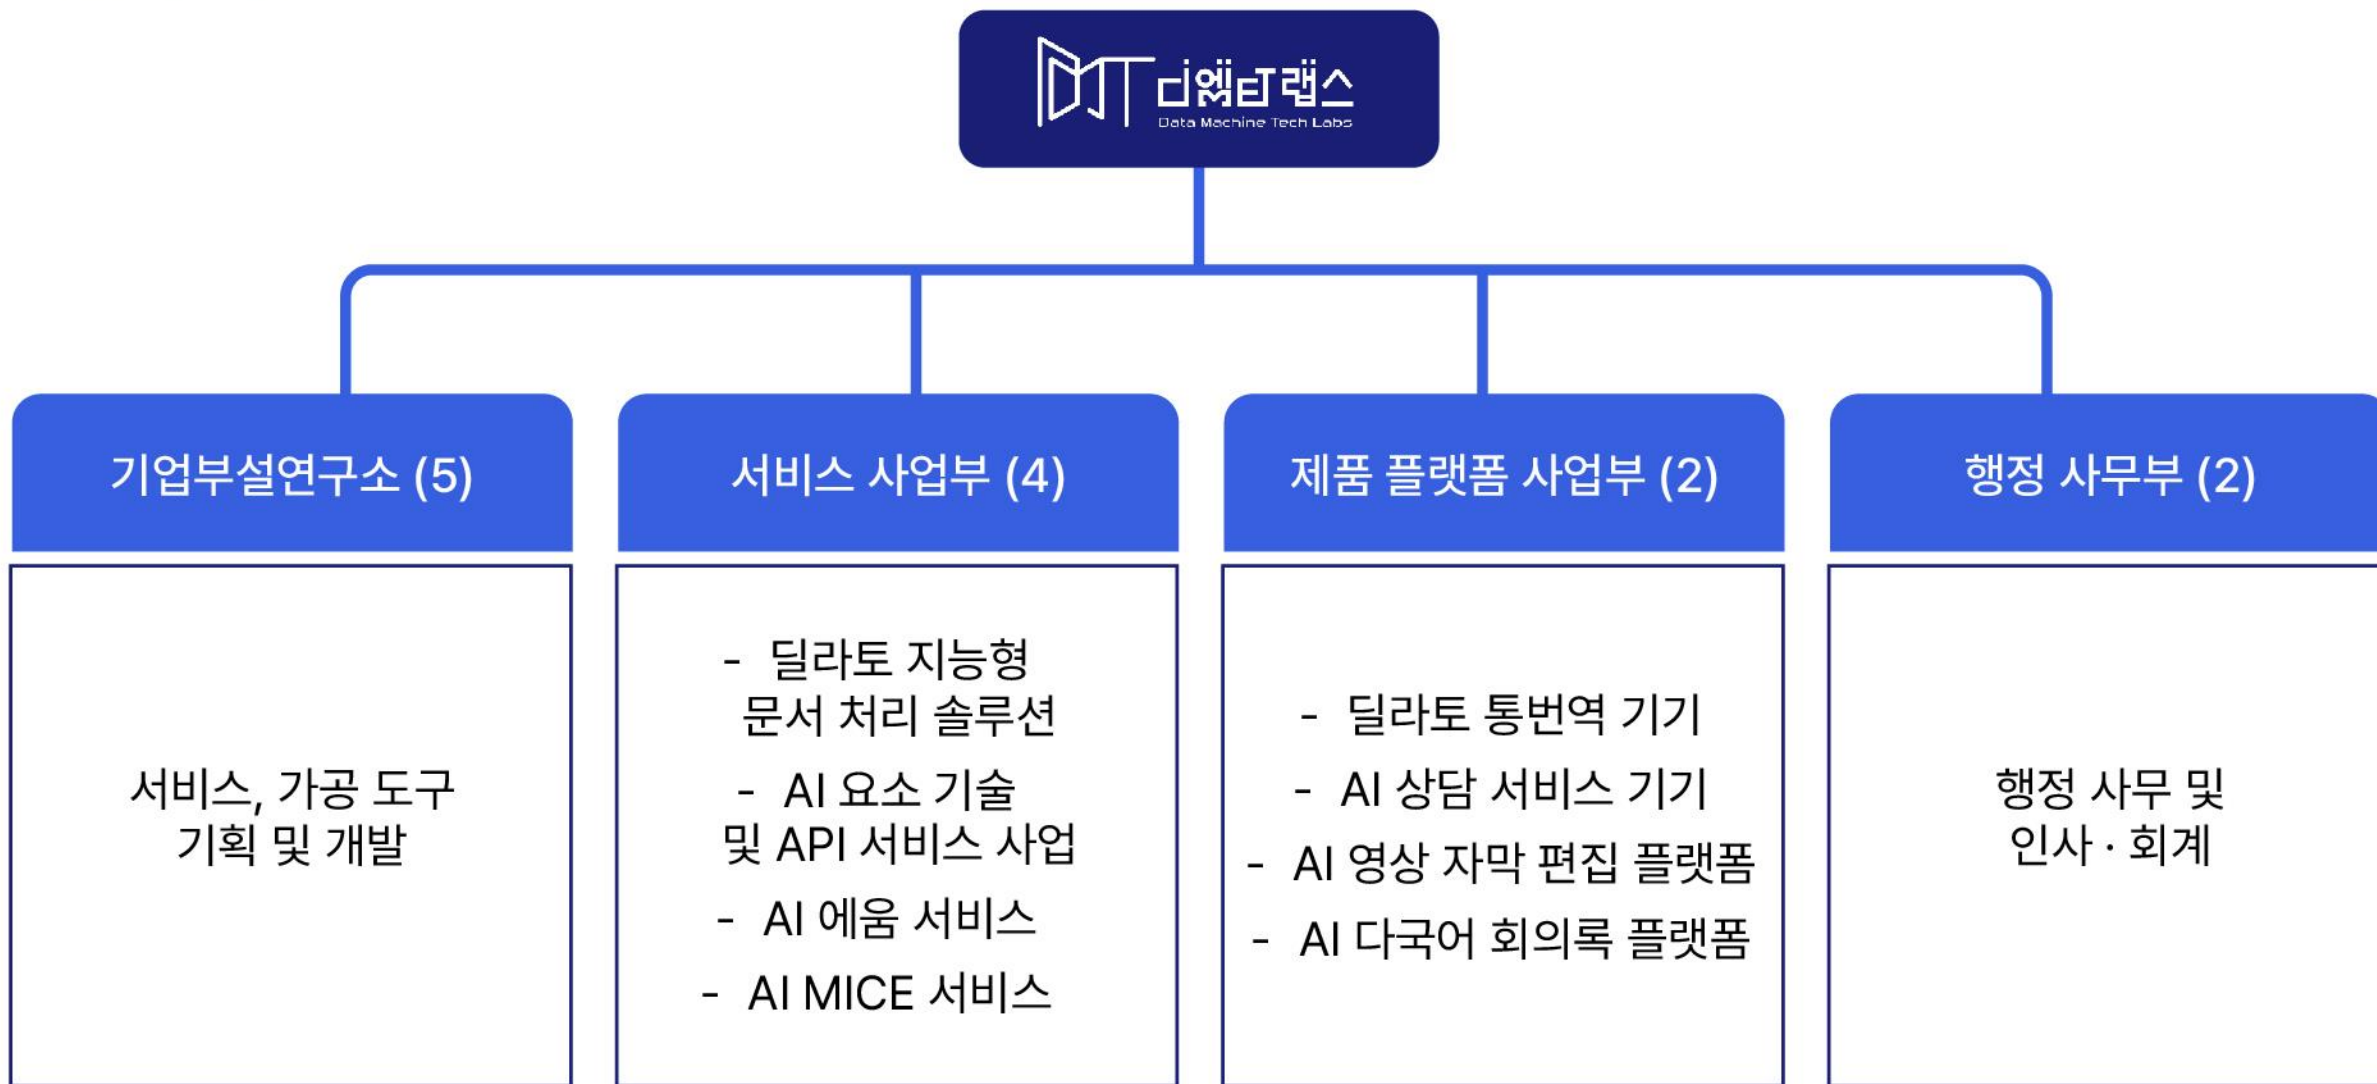 DMT 디엠티랩스
Data Machine Tech Labs
기업부설연구소 (5)
서비스, 가공 도구
기획 및 개발
서비스 사업부 (4)
- 딜라토 지능형
문서 처리 솔루션
- AI 요소 기술
및 API 서비스 사업
- AI 에움 서비스
- AI MICE 서비스
제품 플랫폼 사업부 (2)
- 딜라토 통번역 기기
- AI 상담 서비스 기기
- AI 영상 자막 편집 플랫폼
- AI 다국어 회의록 플랫폼
행정 사무부 (2)
행정 사무 및
인사 · 회계